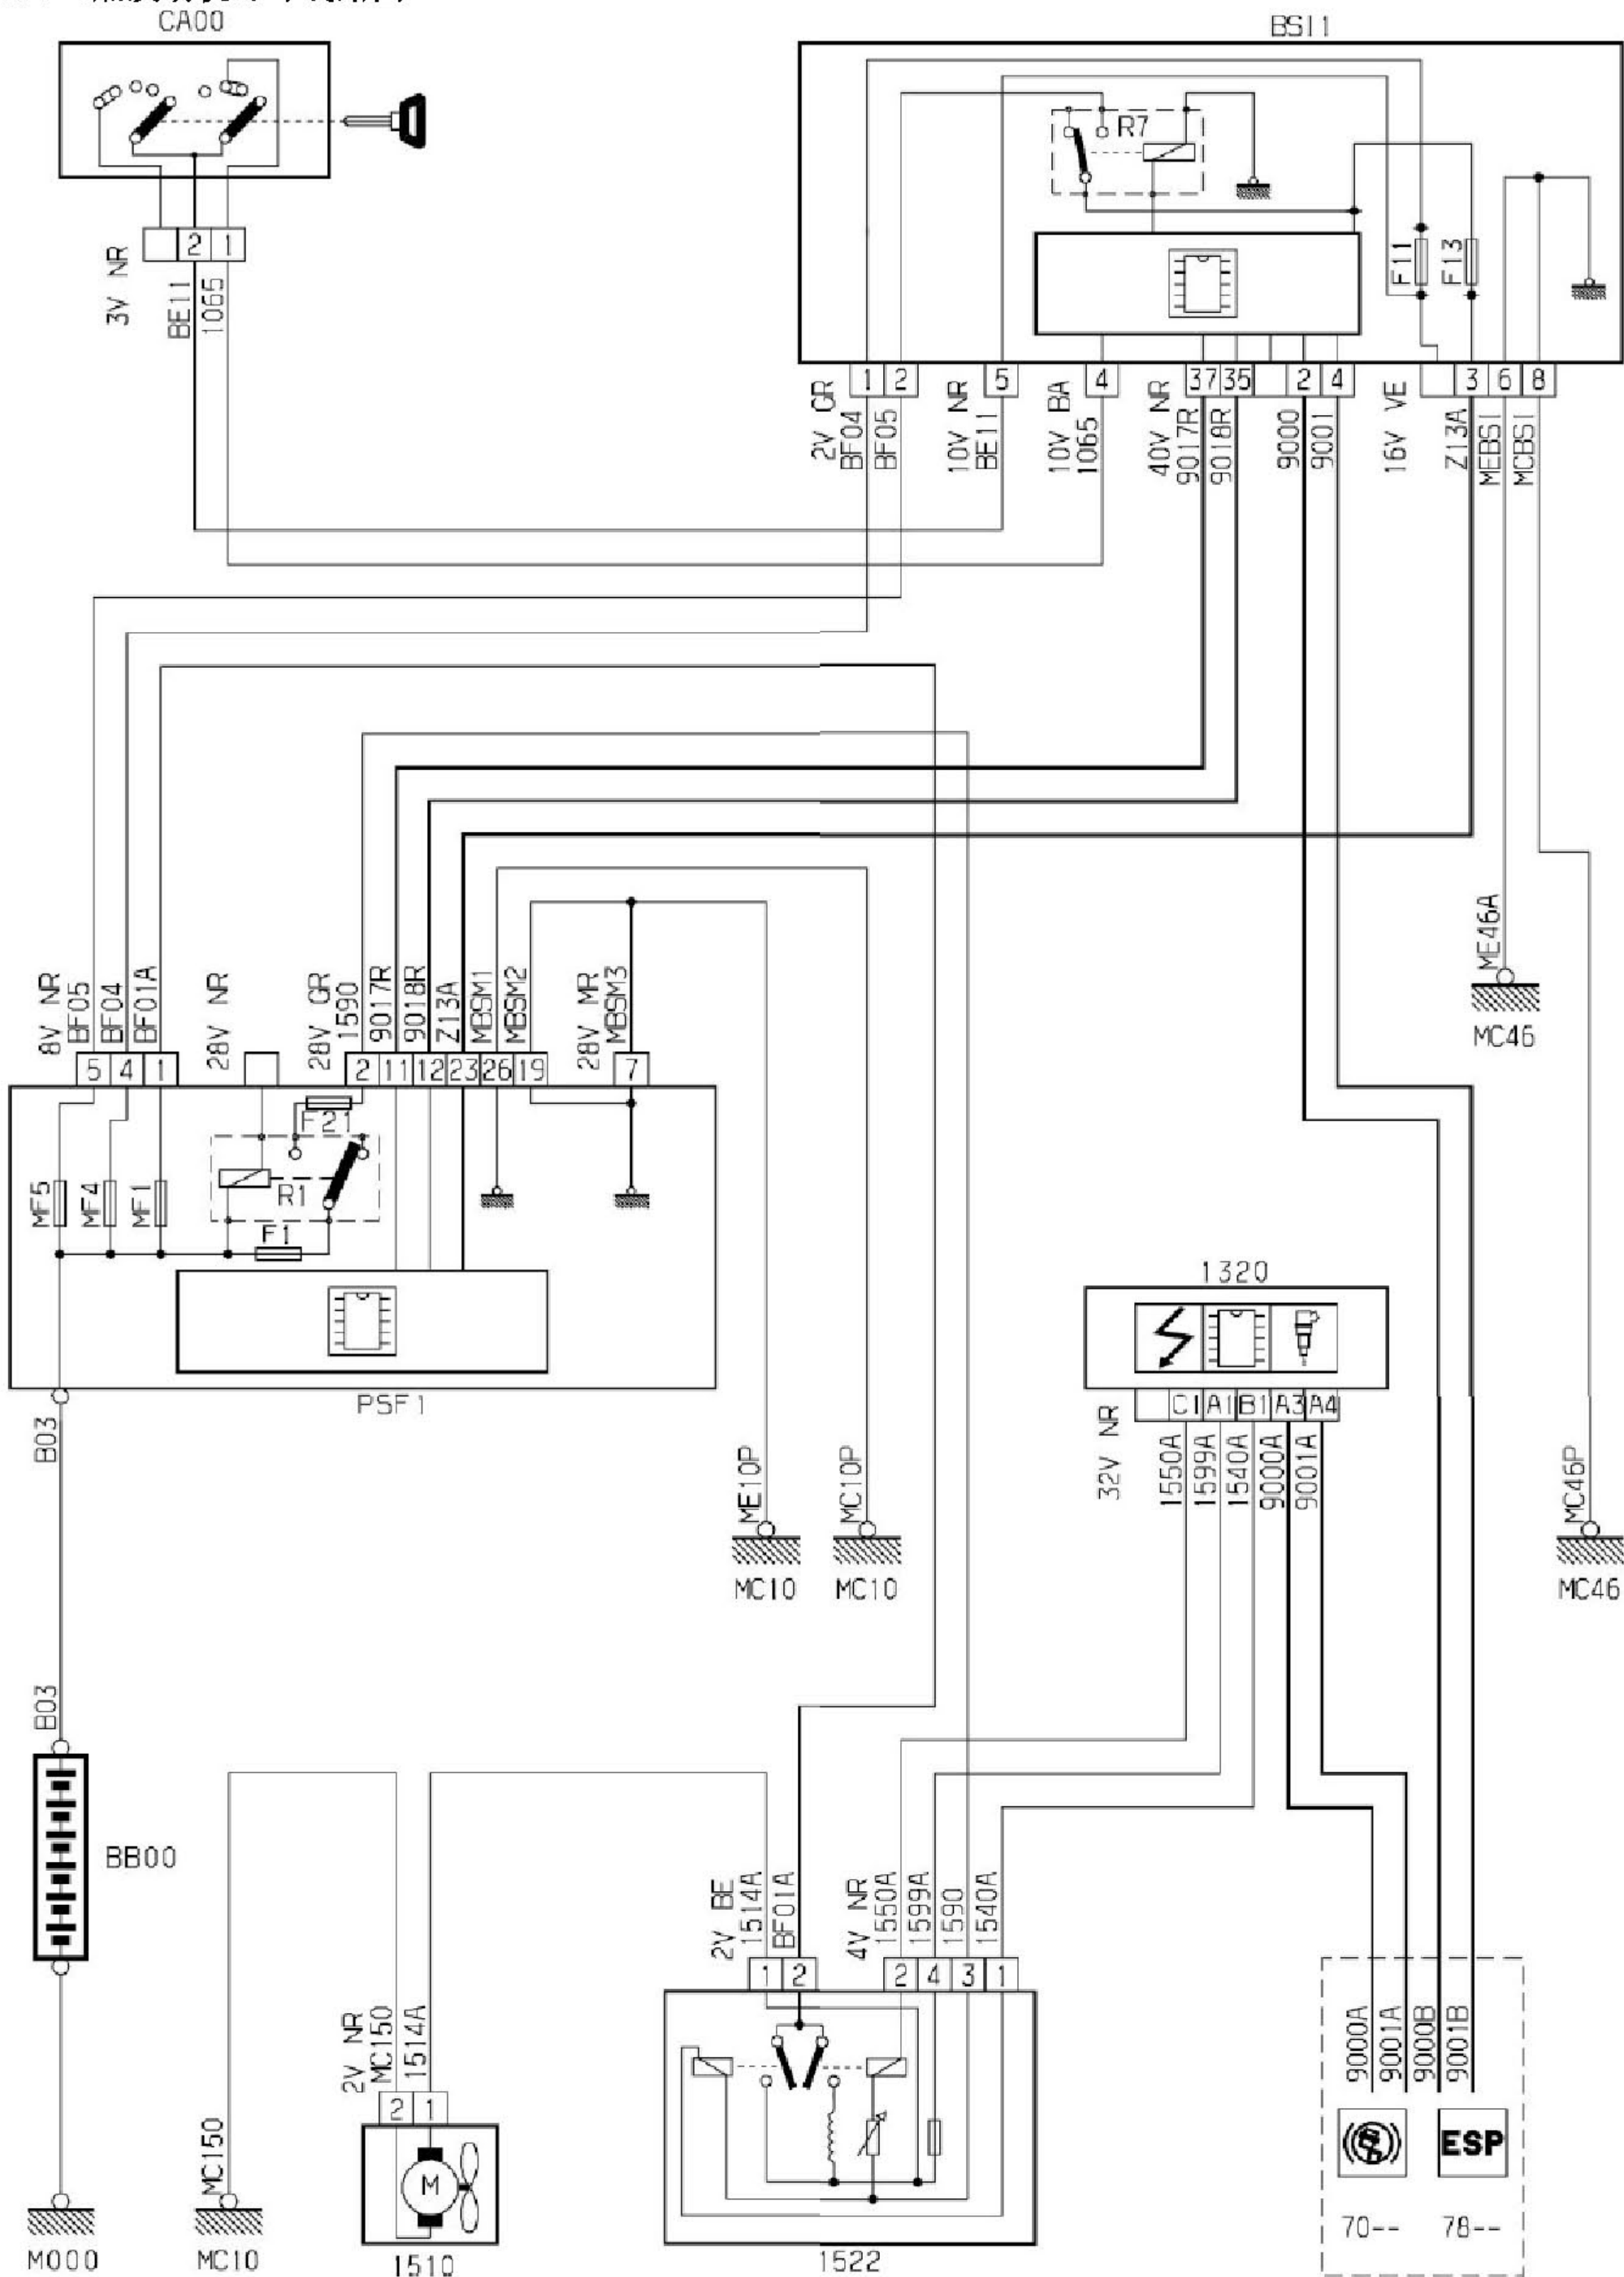 CA00
BSI1
R7
F11
F13
2
1
3V NR
BE11
1065
1
2
5
4
37
35
2
4
3
6
8
2V GR
BF04
BF05
10V NR
BE11
10V BA
1065
40V NR
9017R
9018R
9000
9001
16V VE
Z13A
MEBSI
MCBSI
ME46A
MC46
8V NR
BF05
BF04
BF01A
28V NR
28V GR
1590
9017R
9018R
Z13A
MBSM1
MBSM2
28V MR
MBSM3
5
4
1
2
11
12
23
26
19
7
F21
MF5
MF4
MF1
R1
F1
PSF1
1320
C1
A1
B1
A3
A4
32V NR
1550A
1599A
1540A
9000A
9001A
B03
ME10P
MC10P
MC46P
MC10
MC10
MC46
B03
BB00
2V BE
1514A
BF01A
4V NR
1550A
1599A
1590
1540A
1
2
2
4
3
1
2V NR
MC150
1514A
2
1
MC150
M
9000A
9001A
9000B
9001B
ESP
70--
78--
M000
MC10
1510
1522